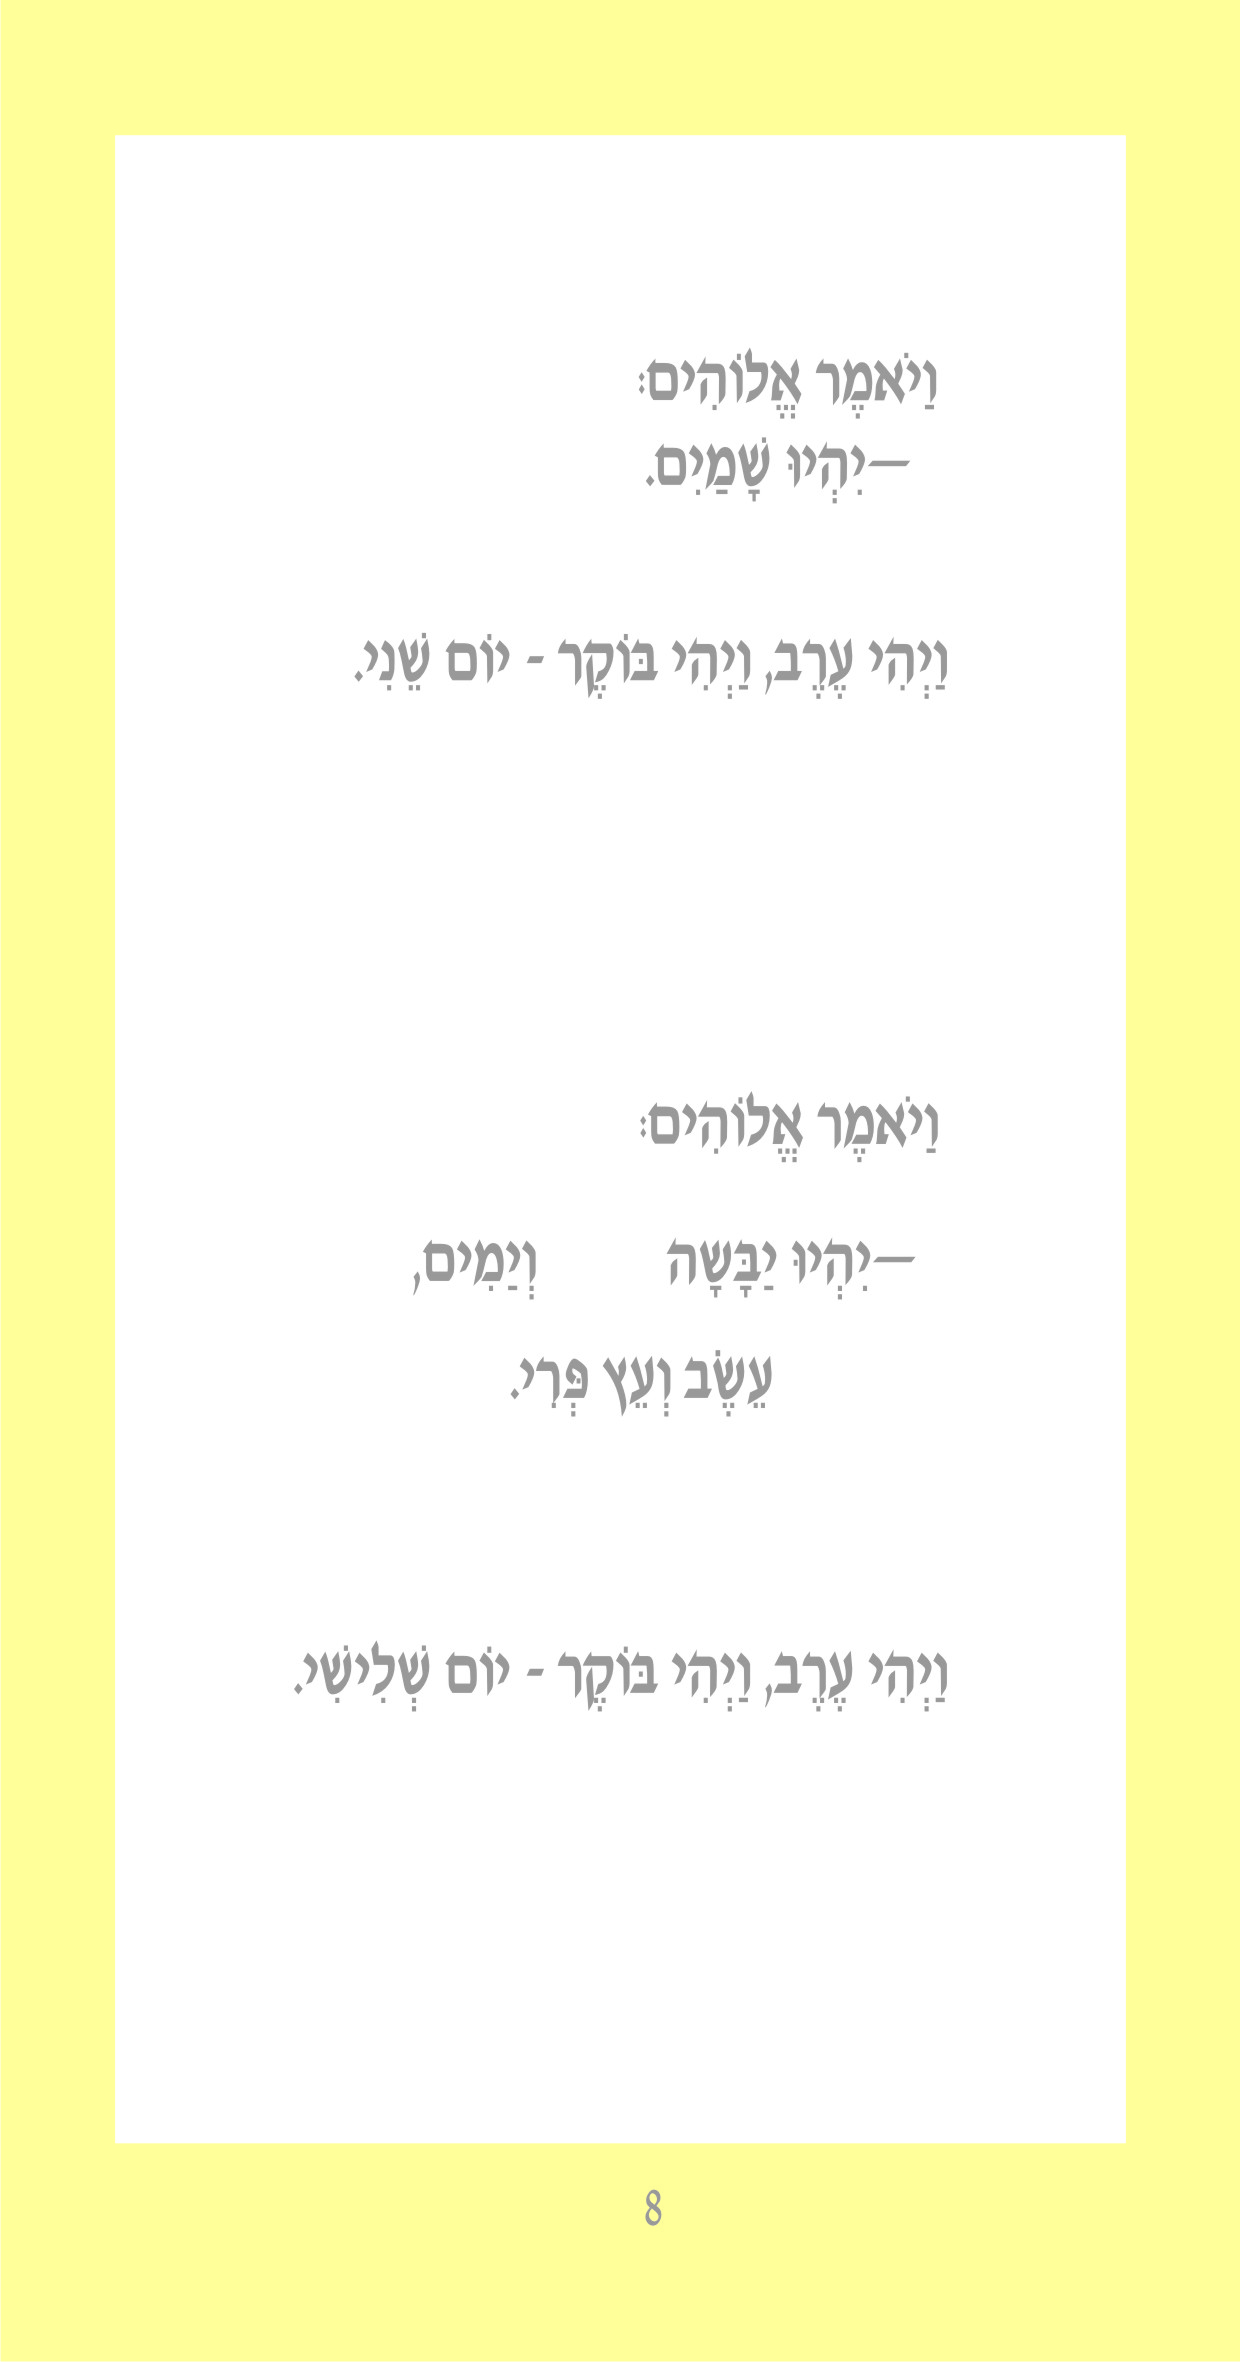 וַיֹּאמֶר אֱלוֹהִים:
–יִהְיוּ שָׁמַיִם.
וַיְהִי עֶרֶב, וַיְהִי בּוֹקֶר - יוֹם שֵׁנִי.
וַיֹּאמֶר אֱלוֹהִים:
–יִהְיוּ יַבָּשָׁה וְיַמִּים,
עֵשֶׂב וְעֵץ פְּרִי.
וַיְהִי עֶרֶב, וַיְהִי בּוֹקֶר - יוֹם שְׁלִישִׁי.
8